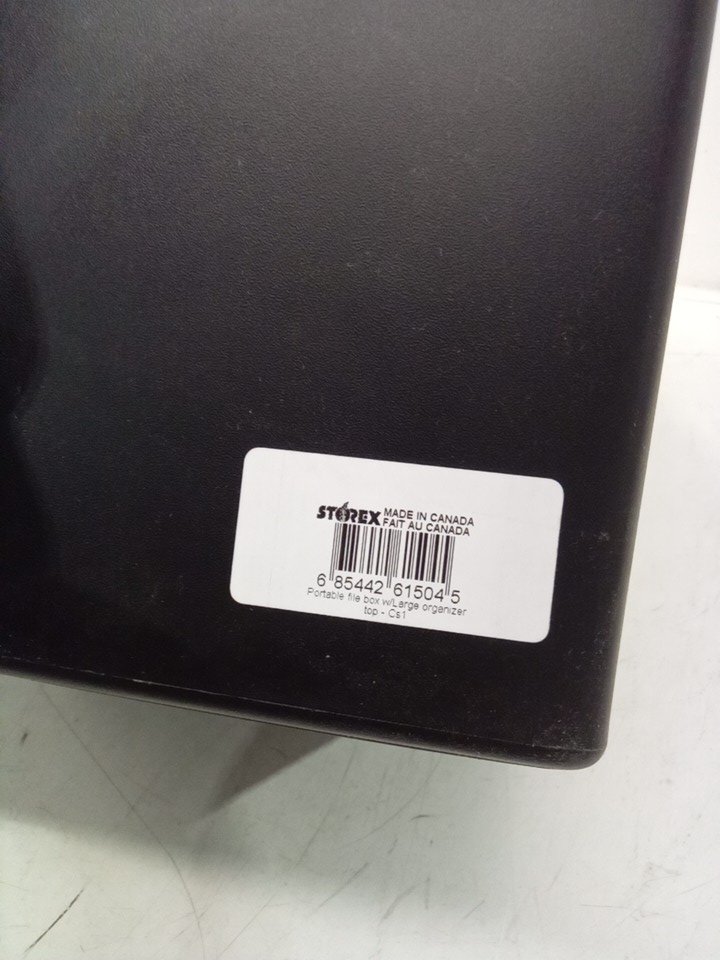 STOREX MADE IN CANADA
FAIT AU CANADA
6 85442 61504 5
Portable file box w/Large organizer
top - Cs1